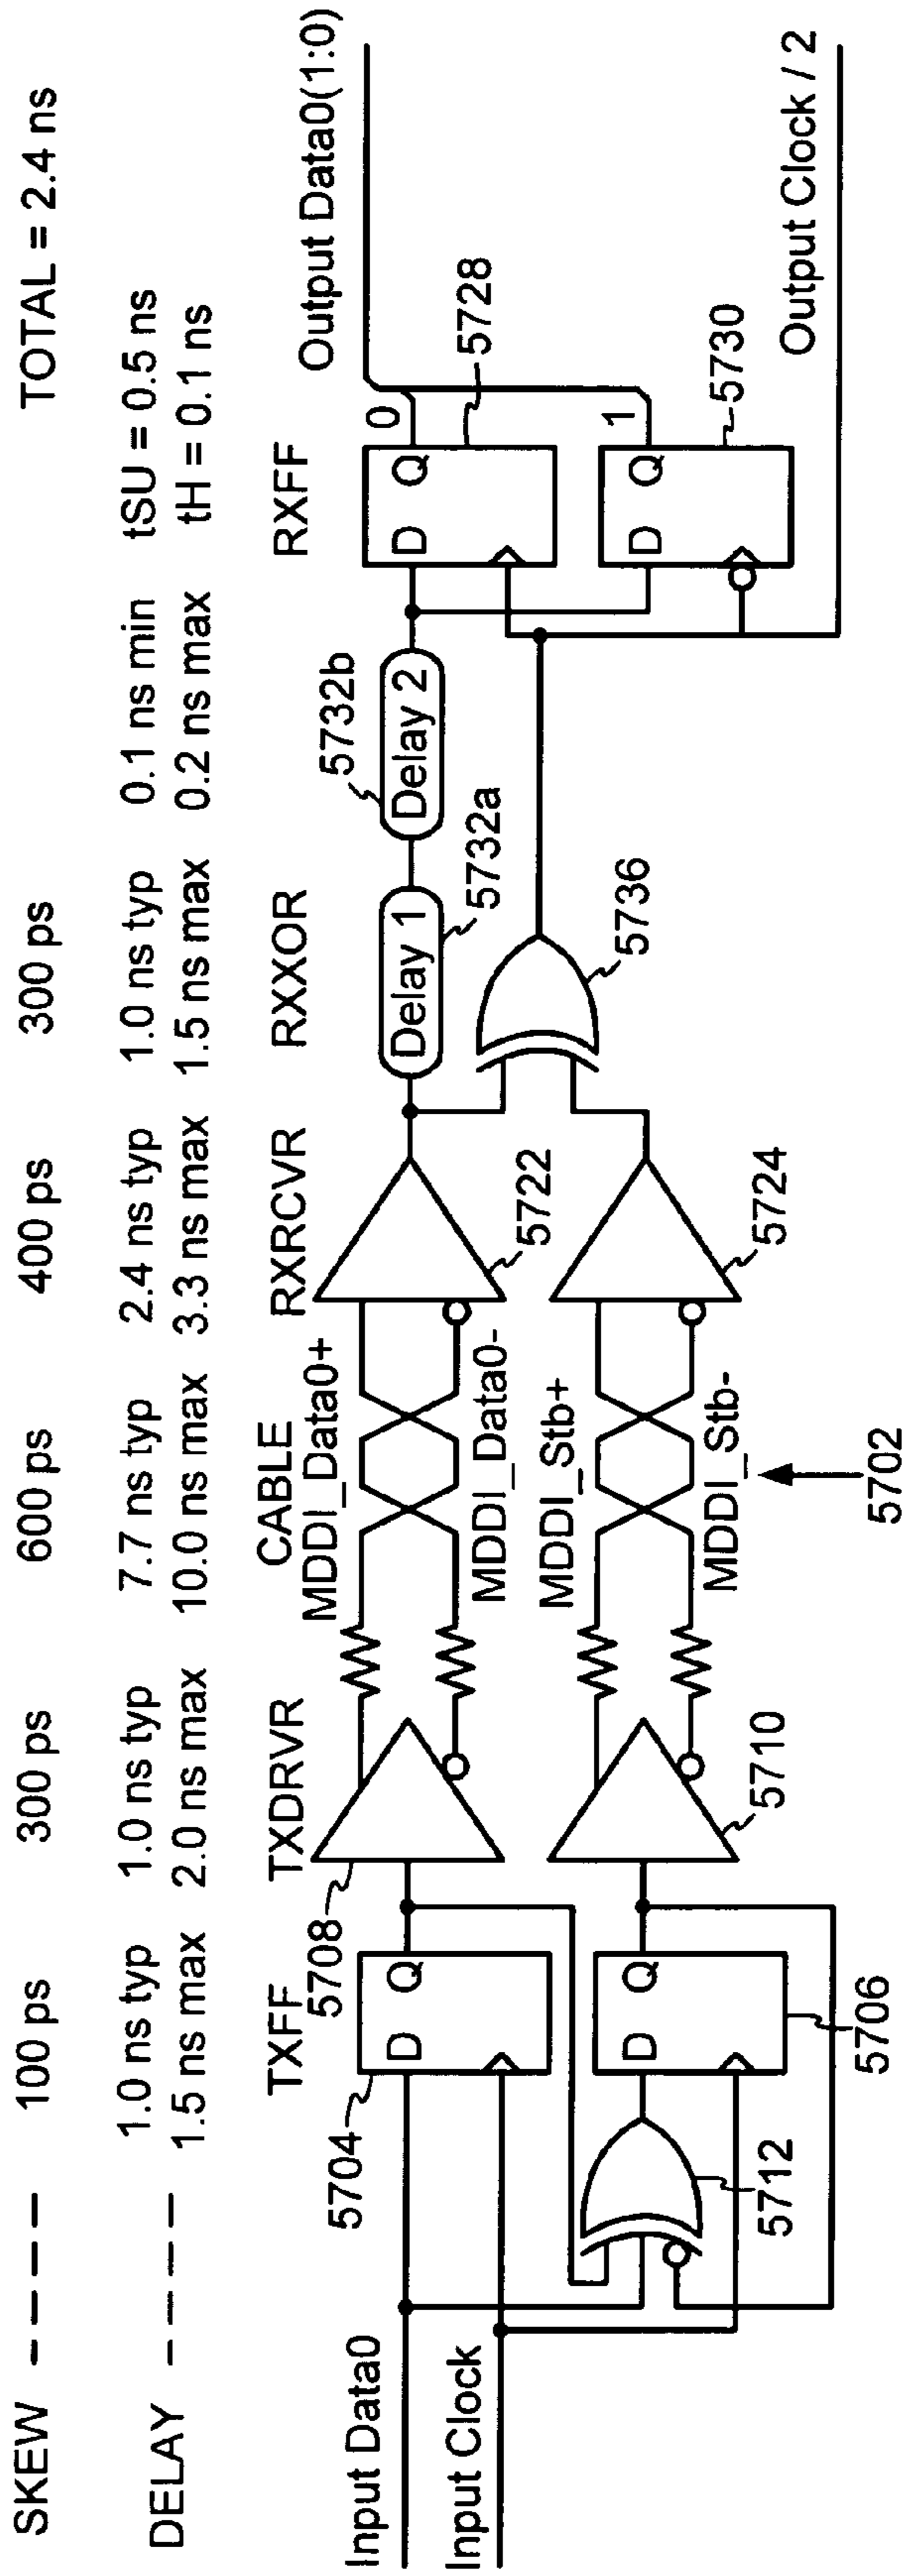 SKEW ---- 100 ps 300 ps 600 ps 400 ps 300 ps TOTAL = 2.4 ns
DELAY ---- 1.0 ns typ 1.0 ns typ 7.7 ns typ 2.4 ns typ 1.0 ns typ 0.1 ns min tSU = 0.5 ns
1.5 ns max 2.0 ns max 10.0 ns max 3.3 ns max 1.5 ns max 0.2 ns max tH = 0.1 ns
TXFF TXDRVR CABLE RXRCVR RXXOR RXFF
MDDI_Data0+
5708
5704
5732b
Output Data0(1:0)
Input Data0
D Q
Delay 1
Delay 2
D Q
0
5728
MDDI_Data0-
5722
5732a
Input Clock
MDDI_Stb+
5736
D Q
D Q
1
5730
5712
5706
5710
MDDI_Stb-
5724
Output Clock / 2
5702